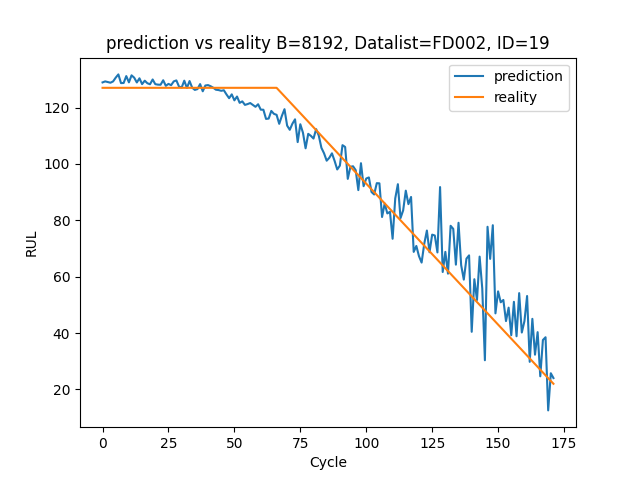 prediction vs reality B=8192, Datalist=FD002, ID=19
prediction
reality
RUL
120
100
80
60
40
20
0 25 50 75 100 125 150 175
Cycle